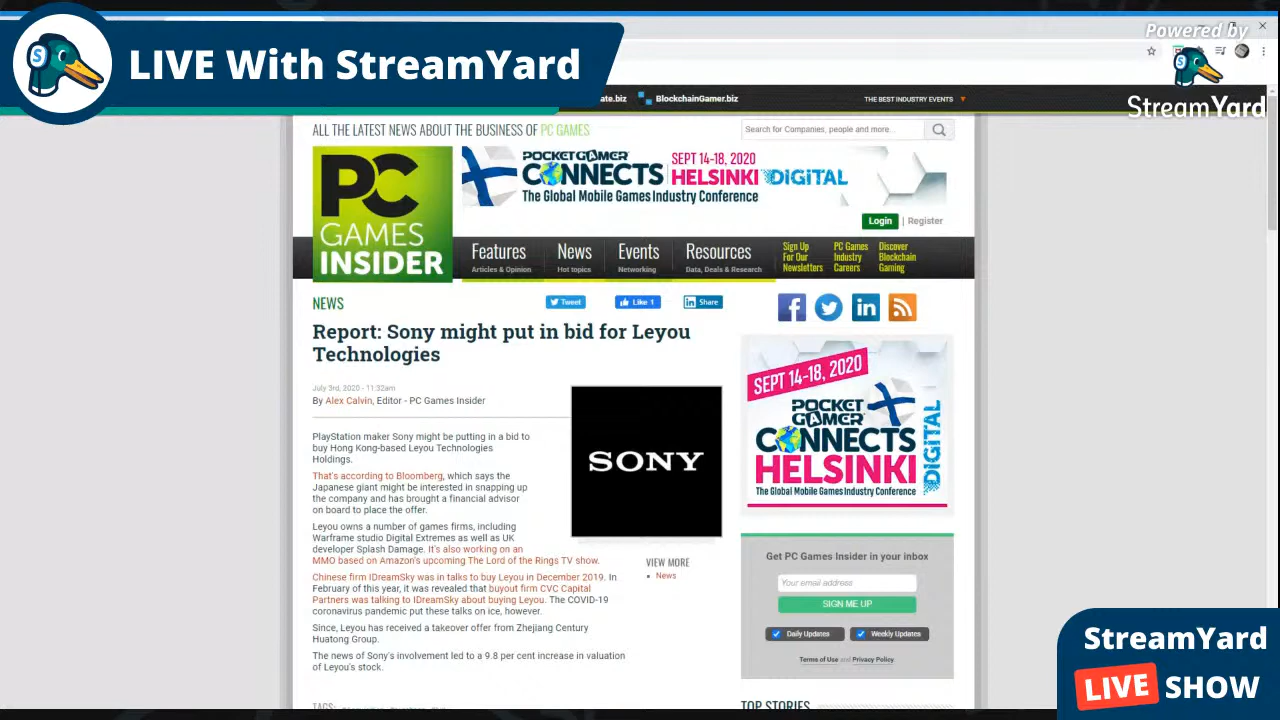 LIVE With StreamYard
Powered by
StreamYard
ate.biz
BlockchainGamer.biz
THE BEST INDUSTRY EVENTS
ALL THE LATEST NEWS ABOUT THE BUSINESS OF PC GAMES
Search for Companies, people and more...
PC
GAMES
INSIDER
POCKET GAMER
CONNECTS
SEPT 14-18, 2020
HELSINKI
DIGITAL
The Global Mobile Games Industry Conference
Login | Register
Features
Articles & Opinion
News
Hot topics
Events
Networking
Resources
Data, Deals & Research
Sign Up
For Our
Newsletters
PC Games
Industry
Careers
Discover
Blockchain
Gaming
NEWS
Tweet
Like 1
Share
Report: Sony might put in bid for Leyou
Technologies
July 3rd, 2020 - 11:32am
By Alex Calvin, Editor - PC Games Insider
SONY
PlayStation maker Sony might be putting in a bid to
buy Hong Kong-based Leyou Technologies
Holdings.
That's according to Bloomberg, which says the
Japanese giant might be interested in snapping up
the company and has brought a financial advisor
on board to place the offer.
Leyou owns a number of games firms, including
Warframe studio Digital Extremes as well as UK
developer Splash Damage. It's also working on an
MMO based on Amazon's upcoming The Lord of the Rings TV show.
Chinese firm IDreamSky was in talks to buy Leyou in December 2019. In
February of this year, it was revealed that buyout firm CVC Capital
Partners was talking to IDreamSky about buying Leyou. The COVID-19
coronavirus pandemic put these talks on ice, however.
Since, Leyou has received a takeover offer from Zhejiang Century
Huatong Group.
The news of Sony's involvement led to a 9.8 per cent increase in valuation
of Leyou's stock.
VIEW MORE
News
SEPT 14-18, 2020
POCKET
GAMER
CONNECTS
HELSINKI
DIGITAL
The Global Mobile Games Industry Conference
Get PC Games Insider in your inbox
Your email address
SIGN ME UP
Daily Updates
Weekly Updates
Terms of Use and Privacy Policy.
TOP STORIES
TAGS:
StreamYard
LIVE SHOW